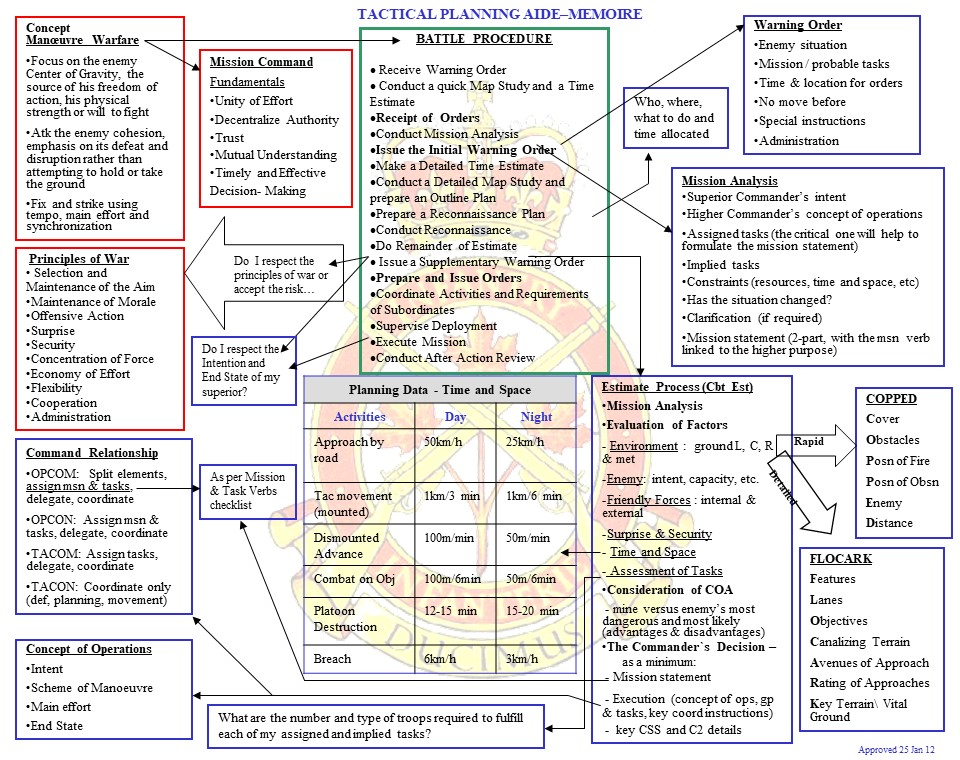 TACTICAL PLANNING AIDE–MEMOIRE
Concept
Manœuvre Warfare
•Focus on the enemy
Center of Gravity, the
source of his freedom of
action, his physical
strength or will to fight
•Atk the enemy cohesion,
emphasis on its defeat and
disruption rather than
attempting to hold or take
the ground
•Fix and strike using
tempo, main effort and
synchronization
Mission Command
Fundamentals
•Unity of Effort
•Decentralize Authority
•Trust
•Mutual Understanding
•Timely and Effective
Decision- Making
BATTLE PROCEDURE
• Receive Warning Order
• Conduct a quick Map Study and a Time
Estimate
•Receipt of Orders
•Conduct Mission Analysis
•Issue the Initial Warning Order
•Make a Detailed Time Estimate
•Conduct a Detailed Map Study and
prepare an Outline Plan
•Prepare a Reconnaissance Plan
•Conduct Reconnaissance
•Do Remainder of Estimate
• Issue a Supplementary Warning Order
•Prepare and Issue Orders
•Coordinate Activities and Requirements
of Subordinates
•Supervise Deployment
•Execute Mission
•Conduct After Action Review
Who, where,
what to do and
time allocated
Warning Order
•Enemy situation
•Mission / probable tasks
•Time & location for orders
•No move before
•Special instructions
•Administration
Mission Analysis
•Superior Commander`s intent
•Higher Commander`s concept of operations
•Assigned tasks (the critical one will help to
formulate the mission statement)
•Implied tasks
•Constraints (resources, time and space, etc)
•Has the situation changed?
•Clarification (if required)
•Mission statement (2-part, with the msn verb
linked to the higher purpose)
Principles of War
• Selection and
Maintenance of the Aim
•Maintenance of Morale
•Offensive Action
•Surprise
•Security
•Concentration of Force
•Economy of Effort
•Flexibility
•Cooperation
•Administration
Do I respect the
principles of war or
accept the risk…
Do I respect the
Intention and
End State of my
superior?
Command Relationship
•OPCOM: Split elements,
assign msn & tasks,
delegate, coordinate
•OPCON: Assign msn &
tasks, delegate, coordinate
•TACOM: Assign tasks,
delegate, coordinate
•TACON: Coordinate only
(def, planning, movement)
As per Mission
& Task Verbs
checklist
Planning Data - Time and Space
Activities Day Night
Approach by
road 50km/h 25km/h
Tac movement
(mounted) 1km/3 min 1km/6 min
Dismounted
Advance 100m/min 50m/min
Combat on Obj 100m/6min 50m/6min
Platoon
Destruction 12-15 min 15-20 min
Breach 6km/h 3km/h
Estimate Process (Cbt Est)
•Mission Analysis
•Evaluation of Factors
- Environment : ground L, C, R
& met
-Enemy: intent, capacity, etc.
-Friendly Forces : internal &
external
-Surprise & Security
- Time and Space
- Assessment of Tasks
•Consideration of COA
- mine versus enemy's most
dangerous and most likely
(advantages & disadvantages)
•The Commander`s Decision –
as a minimum:
- Mission statement
- Execution (concept of ops, gp
& tasks, key coord instructions)
- key CSS and C2 details
Rapid
Detailed
COPPED
Cover
Obstacles
Posn of Fire
Posn of Obsn
Enemy
Distance
FLOCARK
Features
Lanes
Objectives
Canalizing Terrain
Avenues of Approach
Rating of Approaches
Key Terrain\ Vital
Ground
Concept of Operations
•Intent
•Scheme of Manoeuvre
•Main effort
•End State
What are the number and type of troops required to fulfill
each of my assigned and implied tasks?
DUCIMUS
Approved 25 Jan 12